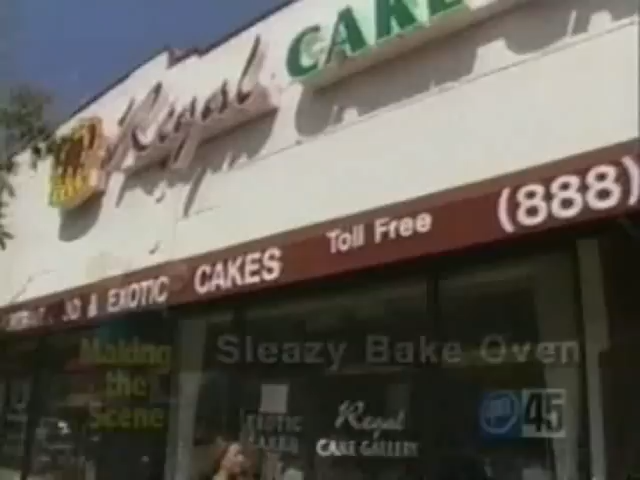 Regal CAKE
3D & EXOTIC CAKES Toll Free (888)
Making
the
Scene
Sleazy Bake Oven
EXOTIC
CAKES
Regal
CAKE GALLERY
45